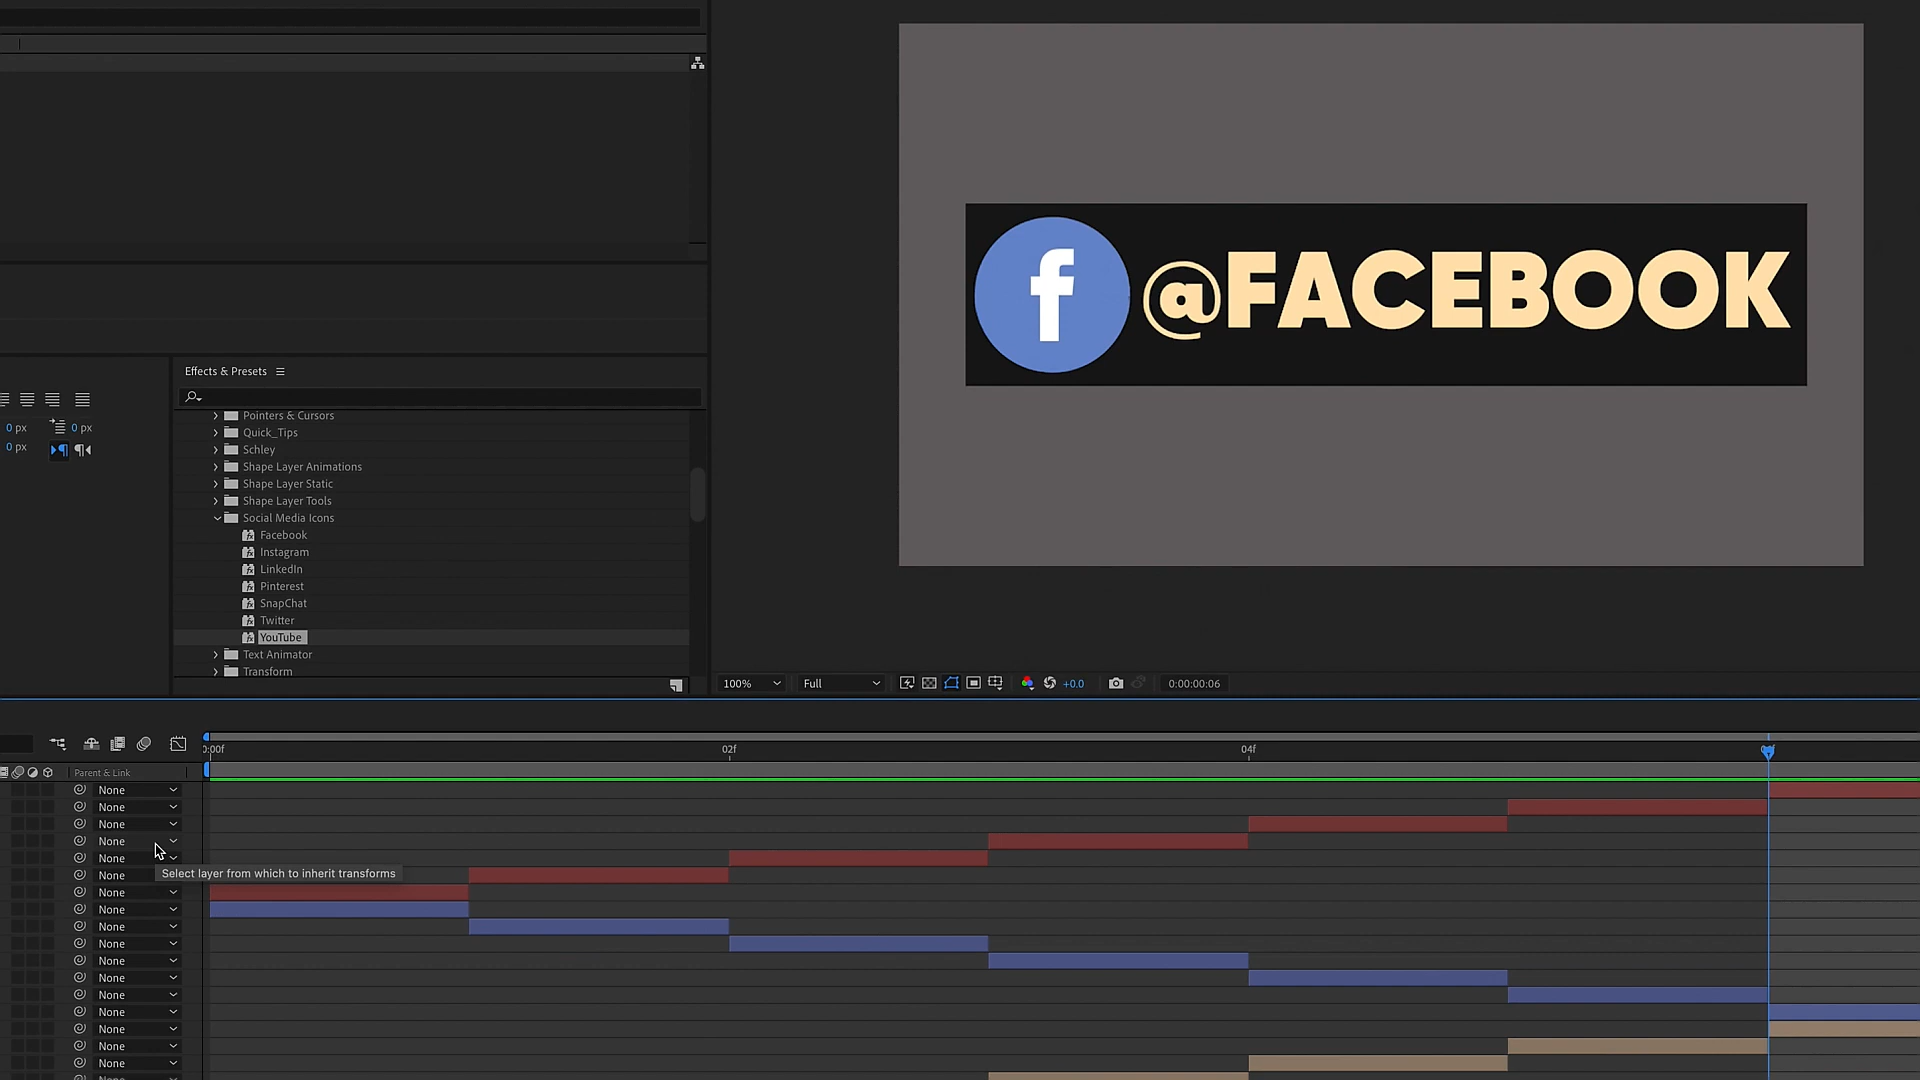 f @FACEBOOK
Effects & Presets
Pointers & Cursors
0 px 0 px
Quick_Tips
0 px
Schley
Shape Layer Animations
Shape Layer Static
Shape Layer Tools
Social Media Icons
Facebook
Instagram
LinkedIn
Pinterest
SnapChat
Twitter
YouTube
Text Animator
Transform
100% Full +0.0 0:00:00:06
0:00f 02f 04f
Parent & Link
None
None
None
None
None
Select layer from which to inherit transforms
None
None
None
None
None
None
None
None
None
None
None
None